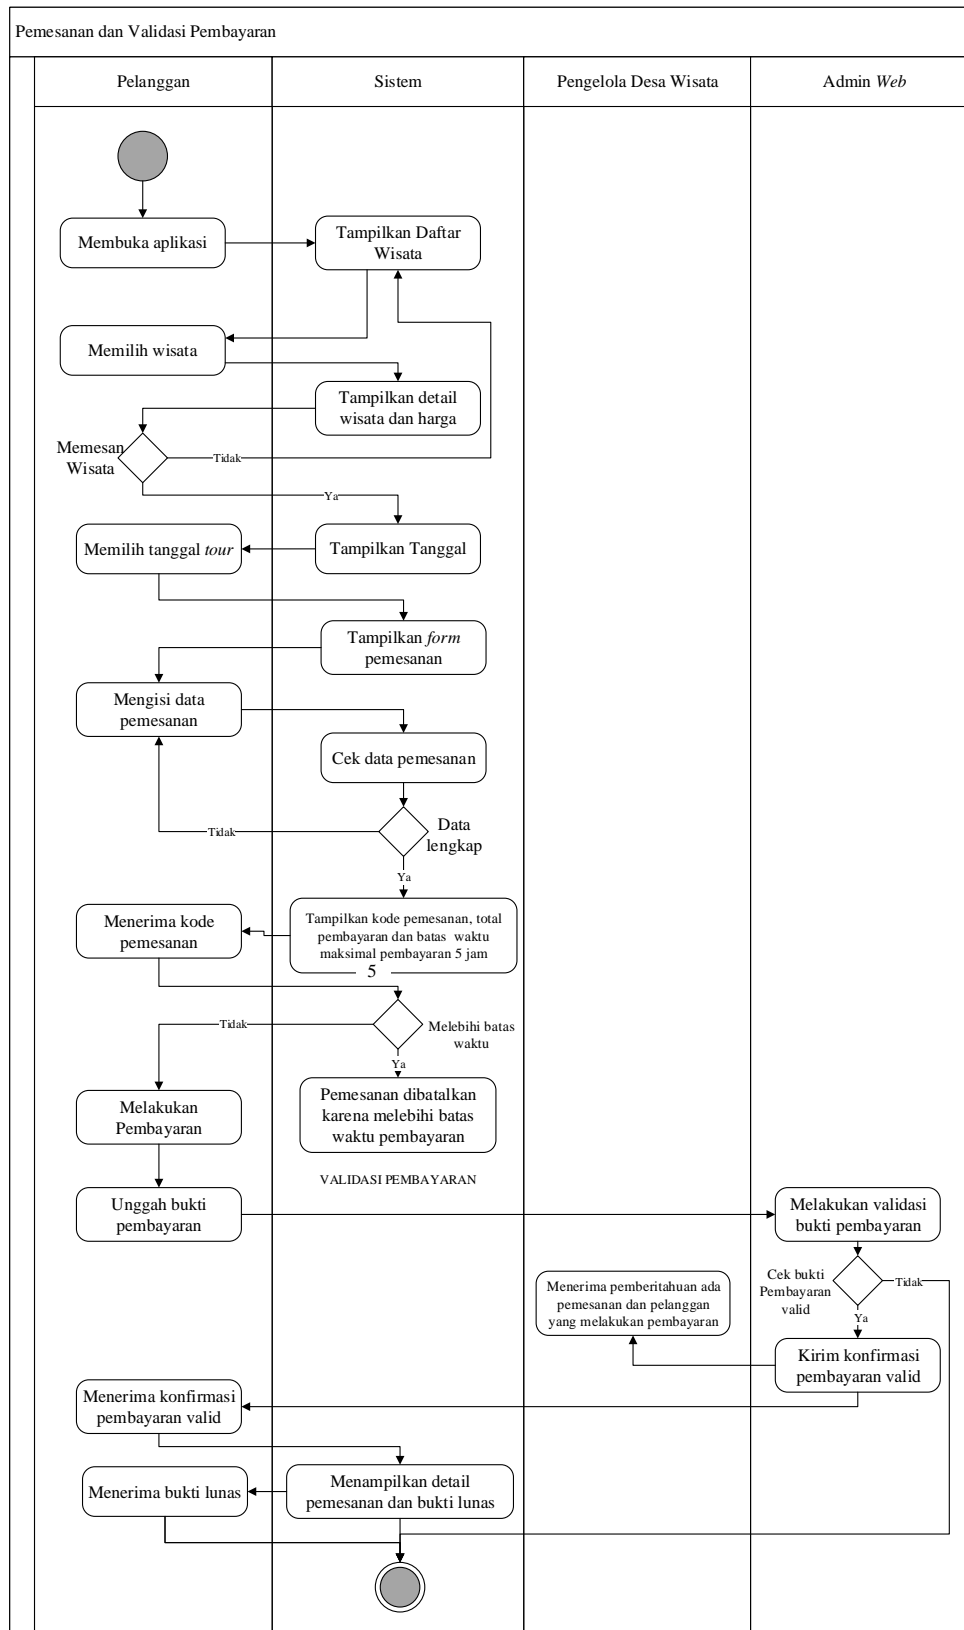 Pemesanan dan Validasi Pembayaran
Pelanggan
Sistem
Pengelola Desa Wisata
Admin Web
Membuka aplikasi
Tampilkan Daftar
Wisata
Memilih wisata
Tampilkan detail
wisata dan harga
Memesan
Wisata
Tidak
Ya
Memilih tanggal tour
Tampilkan Tanggal
Tampilkan form
pemesanan
Mengisi data
pemesanan
Cek data pemesanan
Tidak
Data
lengkap
Ya
Menerima kode
pemesanan
Tampilkan kode pemesanan, total
pembayaran dan batas waktu
maksimal pembayaran 5 jam
5
Tidak
Melebihi batas
waktu
Ya
Melakukan
Pembayaran
Pemesanan dibatalkan
karena melebihi batas
waktu pembayaran
VALIDASI PEMBAYARAN
Unggah bukti
pembayaran
Melakukan validasi
bukti pembayaran
Cek bukti
Pembayaran
valid
Tidak
Ya
Menerima pemberitahuan ada
pemesanan dan pelanggan
yang melakukan pembayaran
Kirim konfirmasi
pembayaran valid
Menerima konfirmasi
pembayaran valid
Menerima bukti lunas
Menampilkan detail
pemesanan dan bukti lunas